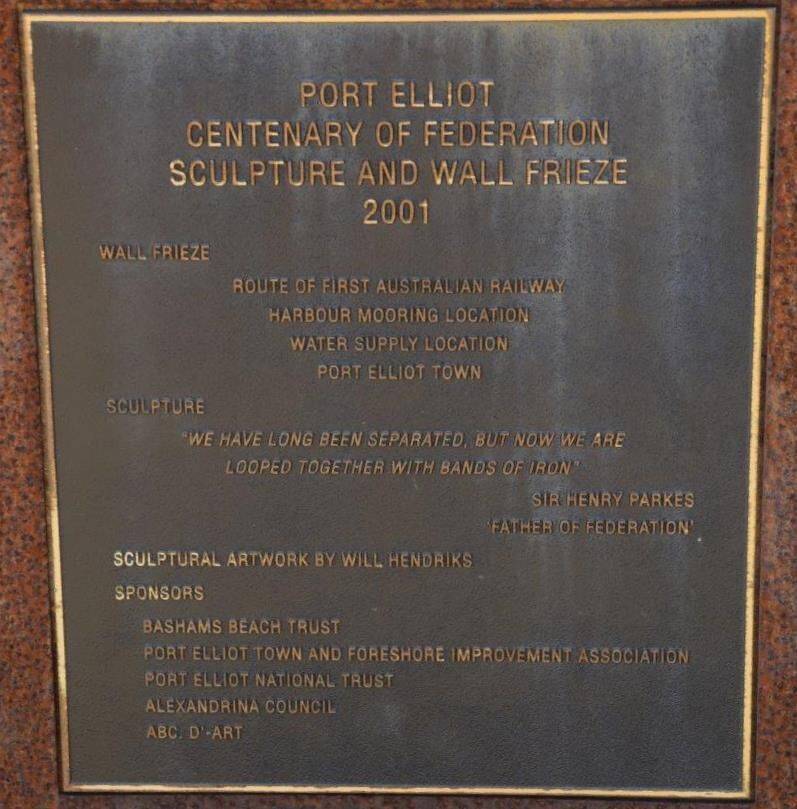 PORT ELLIOT
CENTENARY OF FEDERATION
SCULPTURE AND WALL FRIEZE
2001
WALL FRIEZE
ROUTE OF FIRST AUSTRALIAN RAILWAY
HARBOUR MOORING LOCATION
WATER SUPPLY LOCATION
PORT ELLIOT TOWN
SCULPTURE
"WE HAVE LONG BEEN SEPARATED, BUT NOW WE ARE
LOOPED TOGETHER WITH BANDS OF IRON"
SIR HENRY PARKES
'FATHER OF FEDERATION'
SCULPTURAL ARTWORK BY WILL HENDRIKS
SPONSORS
BASHAMS BEACH TRUST
PORT ELLIOT TOWN AND FORESHORE IMPROVEMENT ASSOCIATION
PORT ELLIOT NATIONAL TRUST
ALEXANDRINA COUNCIL
ABC. D'-ART